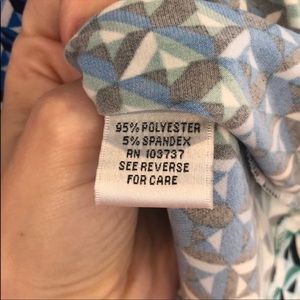 95% POLYESTER
5% SPANDEX
RN 103737
SEE REVERSE
FOR CARE